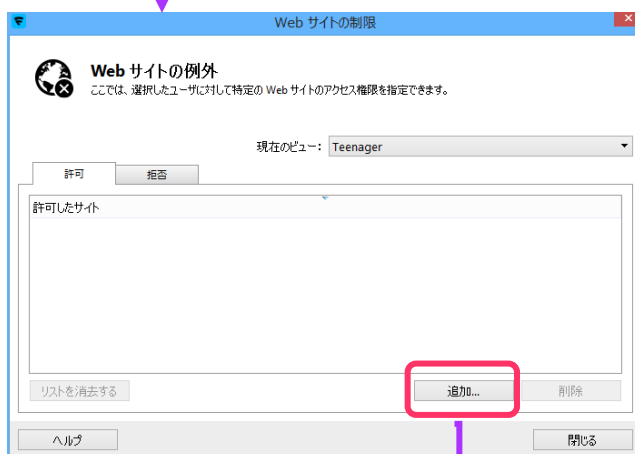 Web サイトの制限
Web サイトの例外
ここでは、選択したユーザに対して特定の Web サイトのアクセス権限を指定できます。
現在のビュー: Teenager
許可 拒否
許可したサイト
リストを消去する 追加... 削除
ヘルプ 閉じる